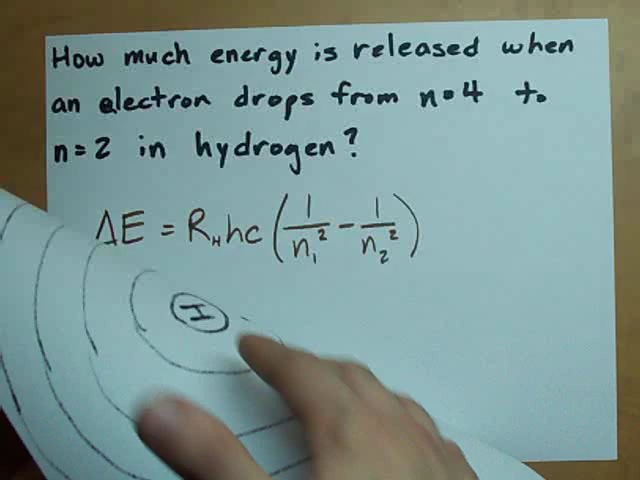 How much energy is released when
an electron drops from n=4 to
n=2 in hydrogen?
ΔE = R_H hc (1/n₁² - 1/n₂²)
H